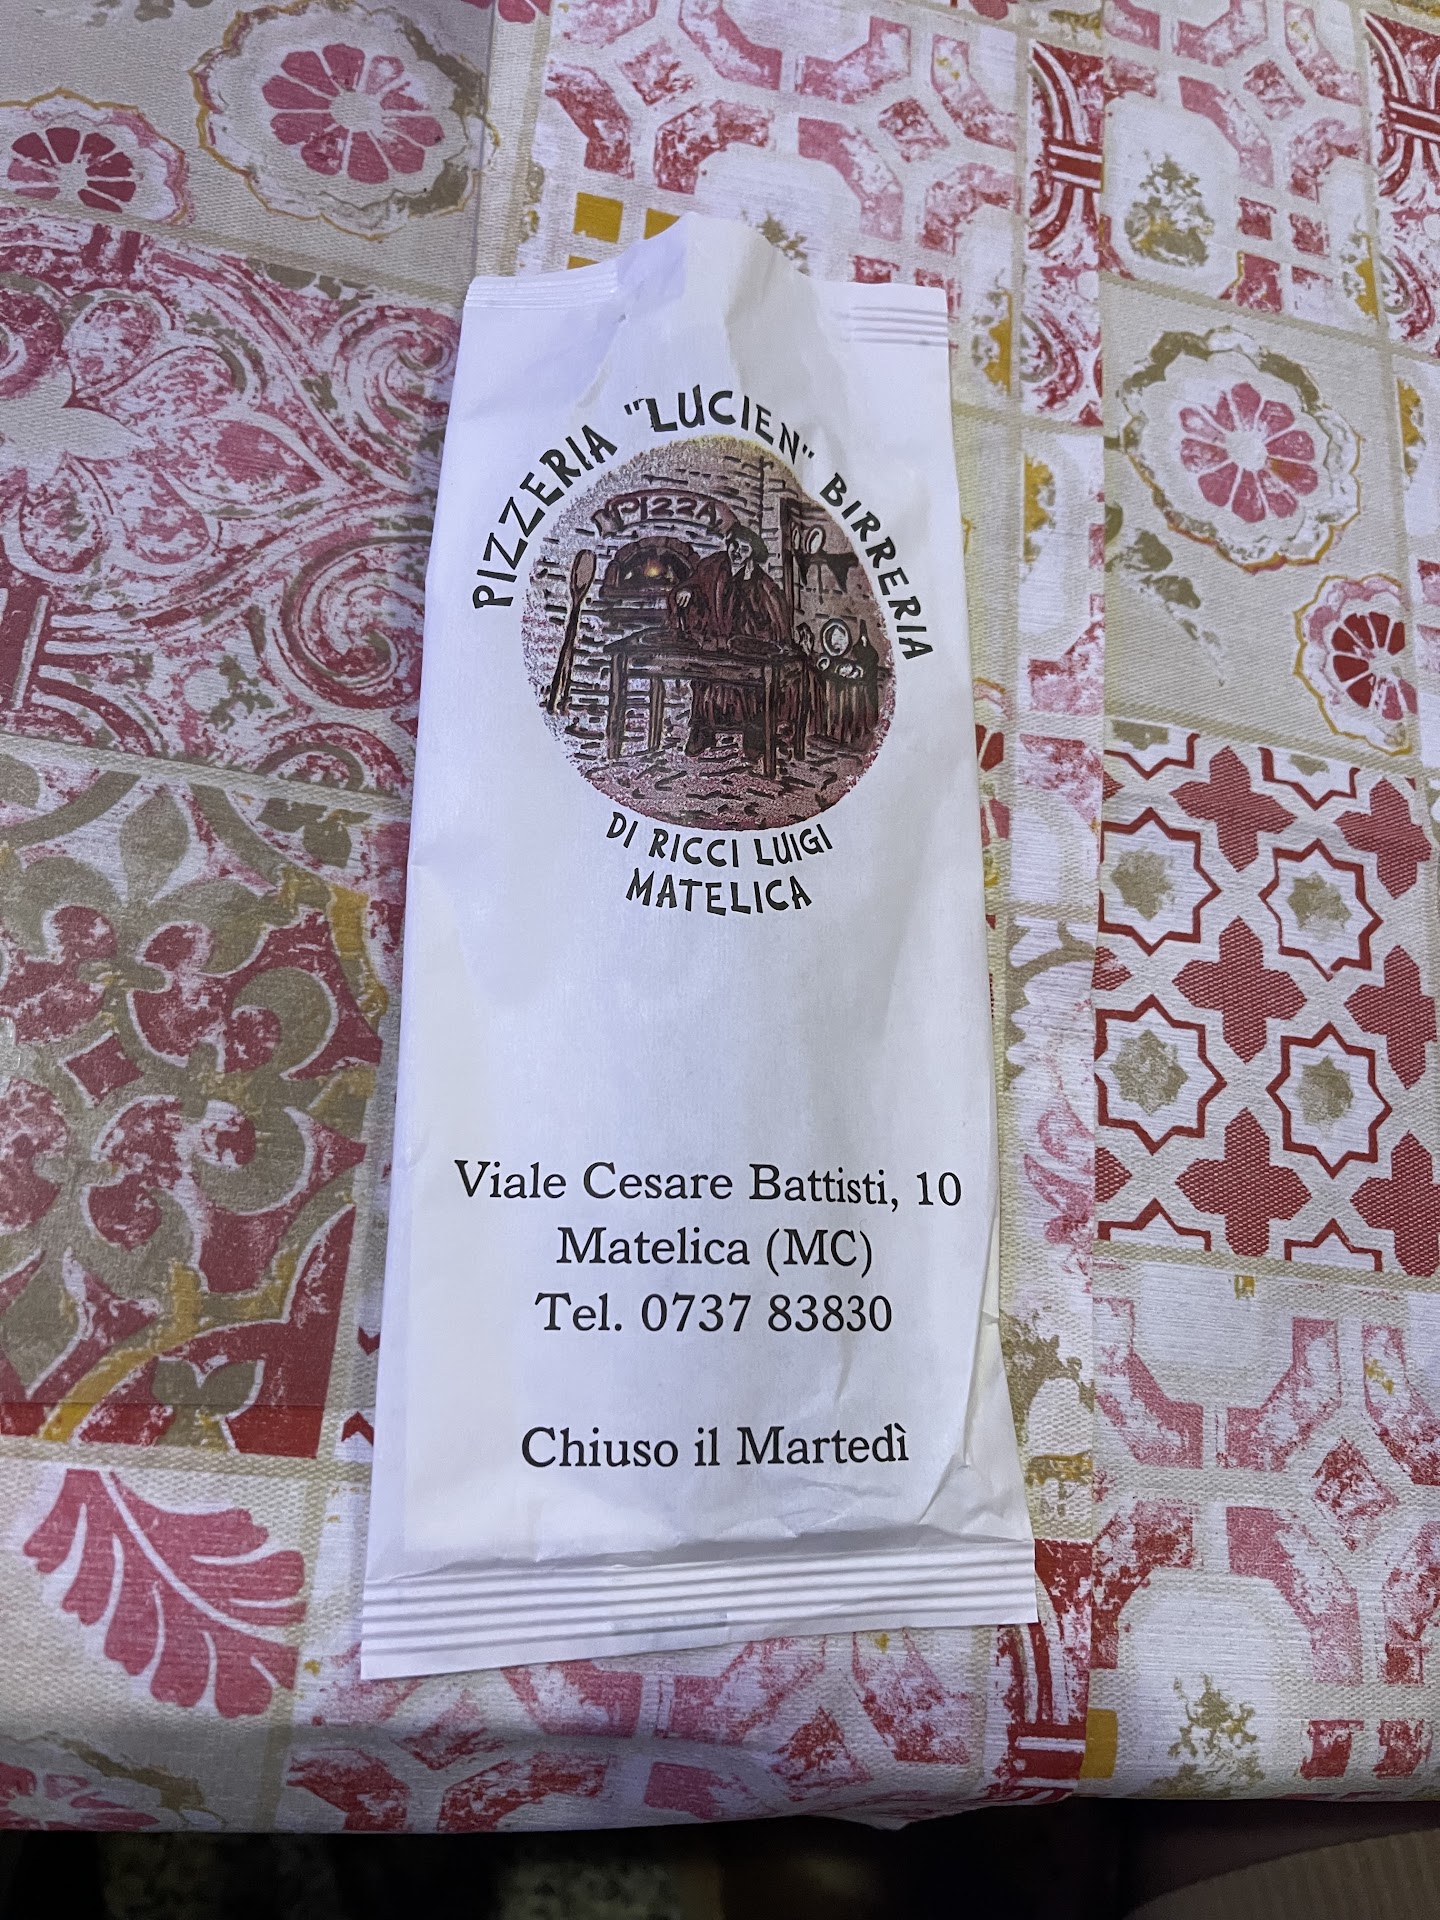 PIZZERIA "LUCIEN" BIRRERIA
PIZZA
DI RICCI LUIGI
MATELICA
Viale Cesare Battisti, 10
Matelica (MC)
Tel. 0737 83830
Chiuso il Martedì